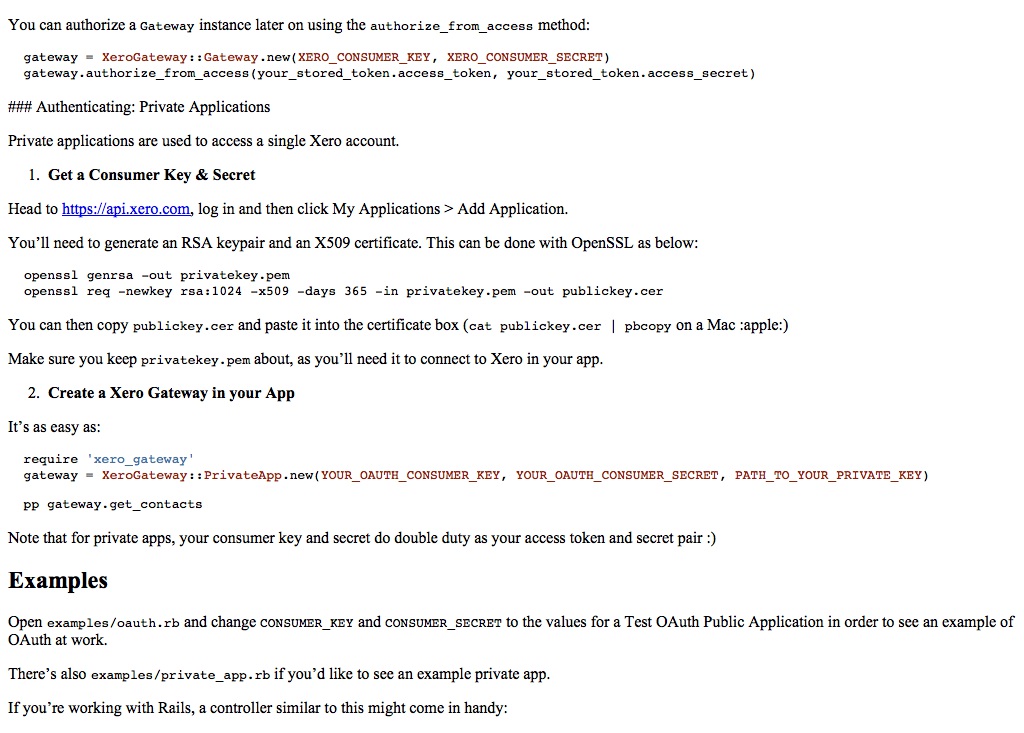 You can authorize a Gateway instance later on using the authorize_from_access method:
gateway = XeroGateway::Gateway.new(XERO_CONSUMER_KEY, XERO_CONSUMER_SECRET)
gateway.authorize_from_access(your_stored_token.access_token, your_stored_token.access_secret)
### Authenticating: Private Applications
Private applications are used to access a single Xero account.
1. Get a Consumer Key & Secret
Head to https://api.xero.com, log in and then click My Applications > Add Application.
You’ll need to generate an RSA keypair and an X509 certificate. This can be done with OpenSSL as below:
openssl genrsa -out privatekey.pem
openssl req -newkey rsa:1024 -x509 -days 365 -in privatekey.pem -out publickey.cer
You can then copy publickey.cer and paste it into the certificate box (cat publickey.cer | pbcopy on a Mac :apple:)
Make sure you keep privatekey.pem about, as you’ll need it to connect to Xero in your app.
2. Create a Xero Gateway in your App
It’s as easy as:
require 'xero_gateway'
gateway = XeroGateway::PrivateApp.new(YOUR_OAUTH_CONSUMER_KEY, YOUR_OAUTH_CONSUMER_SECRET, PATH_TO_YOUR_PRIVATE_KEY)
pp gateway.get_contacts
Note that for private apps, your consumer key and secret do double duty as your access token and secret pair :)
Examples
Open examples/oauth.rb and change CONSUMER_KEY and CONSUMER_SECRET to the values for a Test OAuth Public Application in order to see an example of
OAuth at work.
There’s also examples/private_app.rb if you’d like to see an example private app.
If you’re working with Rails, a controller similar to this might come in handy: